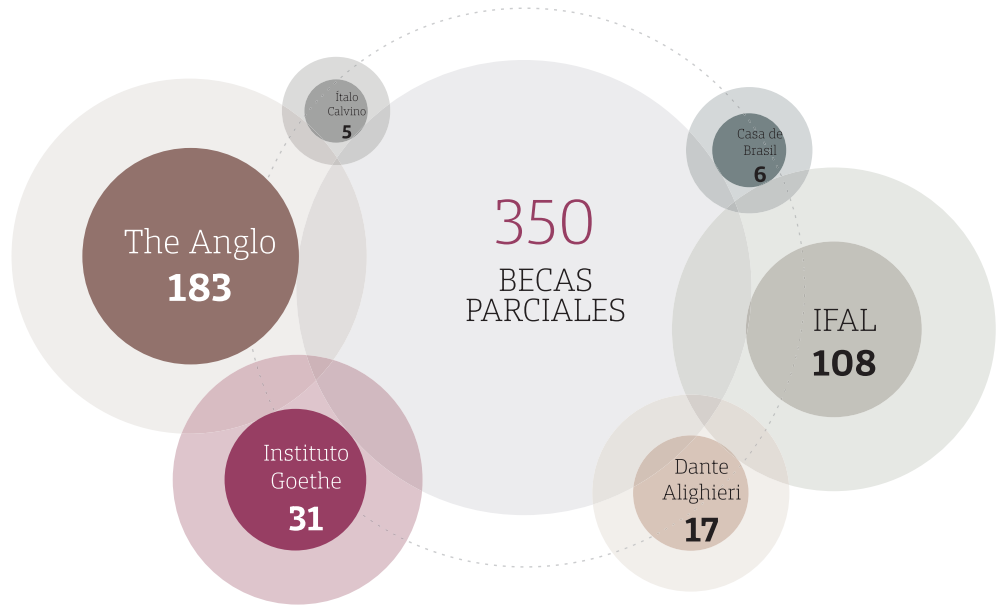 Ítalo
Calvino
5
Casa de
Brasil
6
The Anglo
183
350
BECAS
PARCIALES
IFAL
108
Instituto
Goethe
31
Dante
Alighieri
17